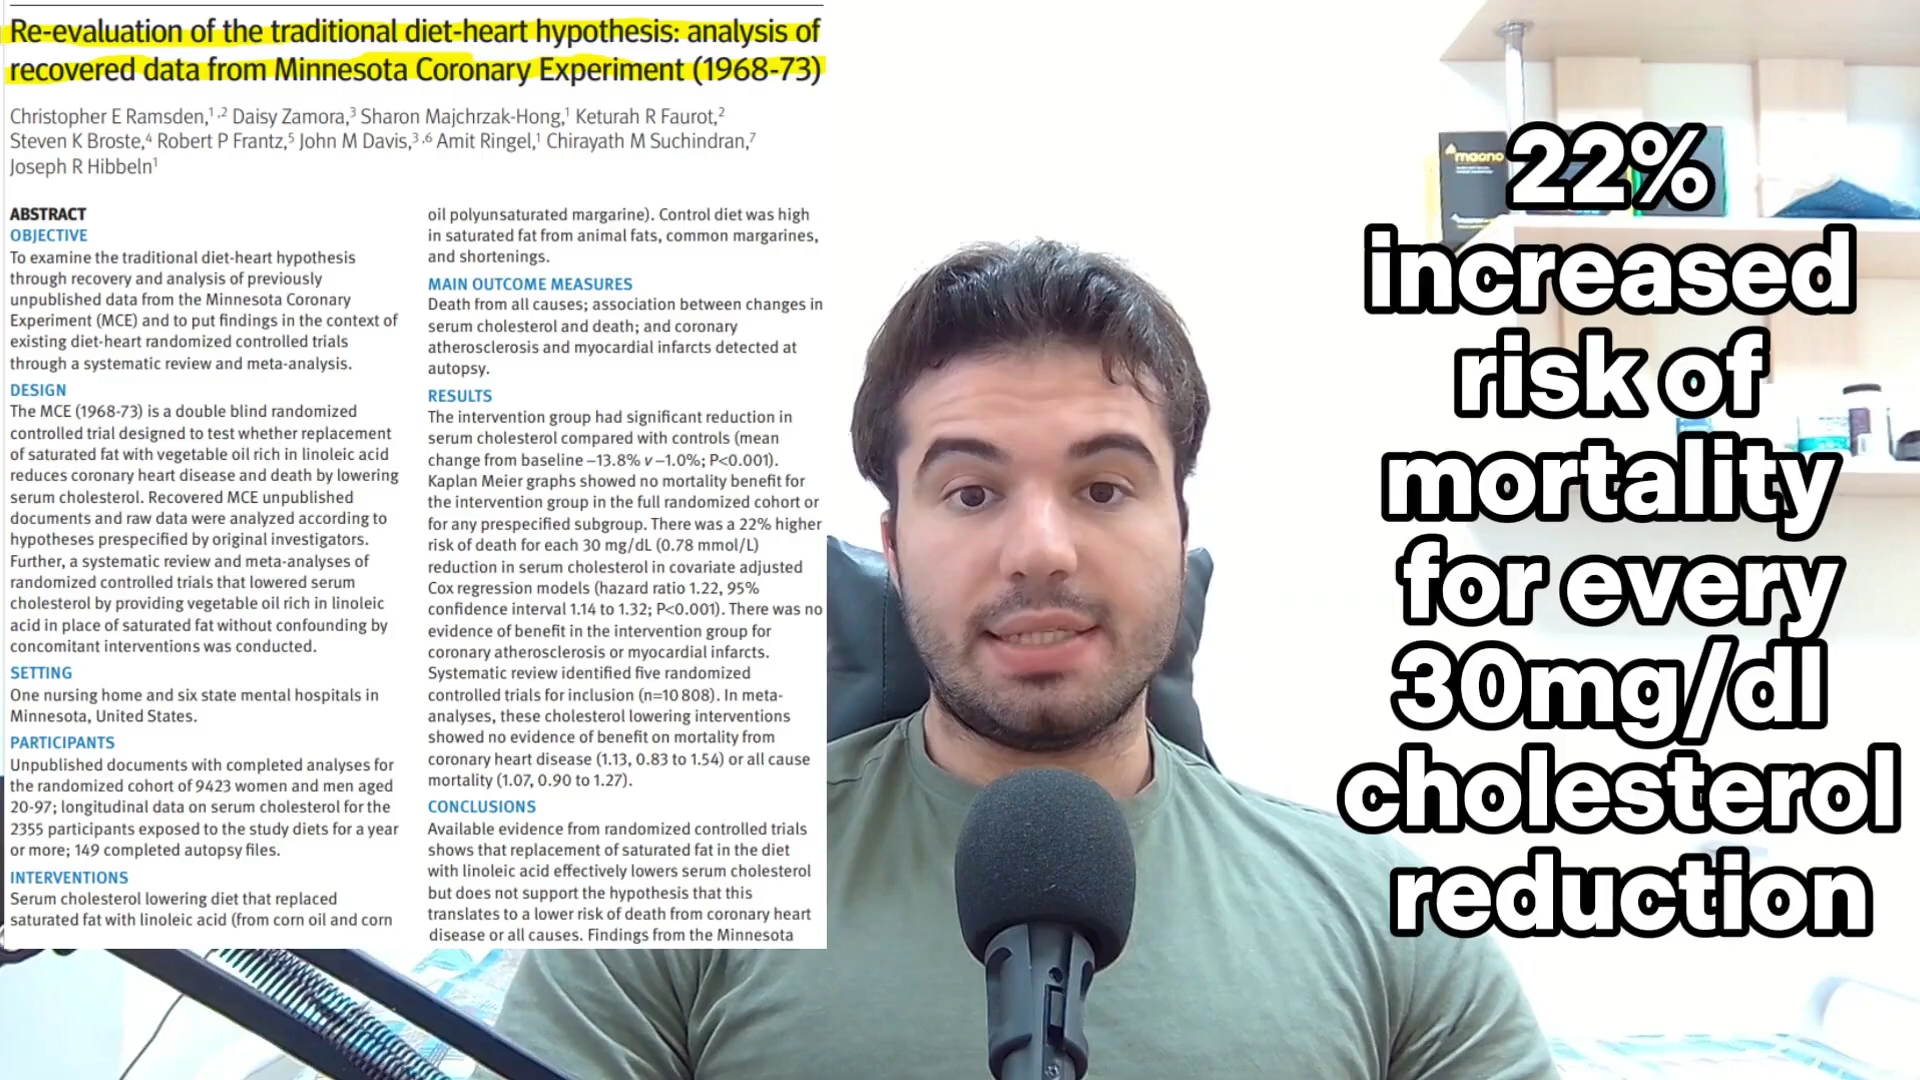 Re-evaluation of the traditional diet-heart hypothesis: analysis of
recovered data from Minnesota Coronary Experiment (1968-73)
Christopher E Ramsden,1,2 Daisy Zamora,3 Sharon Majchrzak-Hong,1 Keturah R Faurot,2
Steven K Broste,4 Robert P Frantz,5 John M Davis,3,6 Amit Ringel,1 Chirayath M Suchindran,7
Joseph R Hibbeln1
ABSTRACT
OBJECTIVE
To examine the traditional diet-heart hypothesis
through recovery and analysis of previously
unpublished data from the Minnesota Coronary
Experiment (MCE) and to put findings in the context of
existing diet-heart randomized controlled trials
through a systematic review and meta-analysis.
DESIGN
The MCE (1968-73) is a double blind randomized
controlled trial designed to test whether replacement
of saturated fat with vegetable oil rich in linoleic acid
reduces coronary heart disease and death by lowering
serum cholesterol. Recovered MCE unpublished
documents and raw data were analyzed according to
hypotheses prespecified by original investigators.
Further, a systematic review and meta-analyses of
randomized controlled trials that lowered serum
cholesterol by providing vegetable oil rich in linoleic
acid in place of saturated fat without confounding by
concomitant interventions was conducted.
SETTING
One nursing home and six state mental hospitals in
Minnesota, United States.
PARTICIPANTS
Unpublished documents with completed analyses for
the randomized cohort of 9423 women and men aged
20-97; longitudinal data on serum cholesterol for the
2355 participants exposed to the study diets for a year
or more; 149 completed autopsy files.
INTERVENTIONS
Serum cholesterol lowering diet that replaced
saturated fat with linoleic acid (from corn oil and corn
oil polyunsaturated margarine). Control diet was high
in saturated fat from animal fats, common margarines,
and shortenings.
MAIN OUTCOME MEASURES
Death from all causes; association between changes in
serum cholesterol and death; and coronary
atherosclerosis and myocardial infarcts detected at
autopsy.
RESULTS
The intervention group had significant reduction in
serum cholesterol compared with controls (mean
change from baseline –13.8% v –1.0%; P<0.001).
Kaplan Meier graphs showed no mortality benefit for
the intervention group in the full randomized cohort or
for any prespecified subgroup. There was a 22% higher
risk of death for each 30 mg/dL (0.78 mmol/L)
reduction in serum cholesterol in covariate adjusted
Cox regression models (hazard ratio 1.22, 95%
confidence interval 1.14 to 1.32; P<0.001). There was no
evidence of benefit in the intervention group for
coronary atherosclerosis or myocardial infarcts.
Systematic review identified five randomized
controlled trials for inclusion (n=10 808). In meta-
analyses, these cholesterol lowering interventions
showed no evidence of benefit on mortality from
coronary heart disease (1.13, 0.83 to 1.54) or all cause
mortality (1.07, 0.90 to 1.27).
CONCLUSIONS
Available evidence from randomized controlled trials
shows that replacement of saturated fat in the diet
with linoleic acid effectively lowers serum cholesterol
but does not support the hypothesis that this
translates to a lower risk of death from coronary heart
disease or all causes. Findings from the Minnesota
maono
22%
increased
risk of
mortality
for every
30mg/dl
cholesterol
reduction